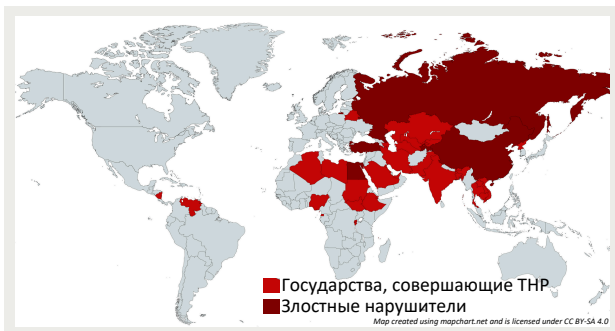 Государства, совершающие ТНР
Злостные нарушители
Map created using mapchart.net and is licensed under CC BY-SA 4.0